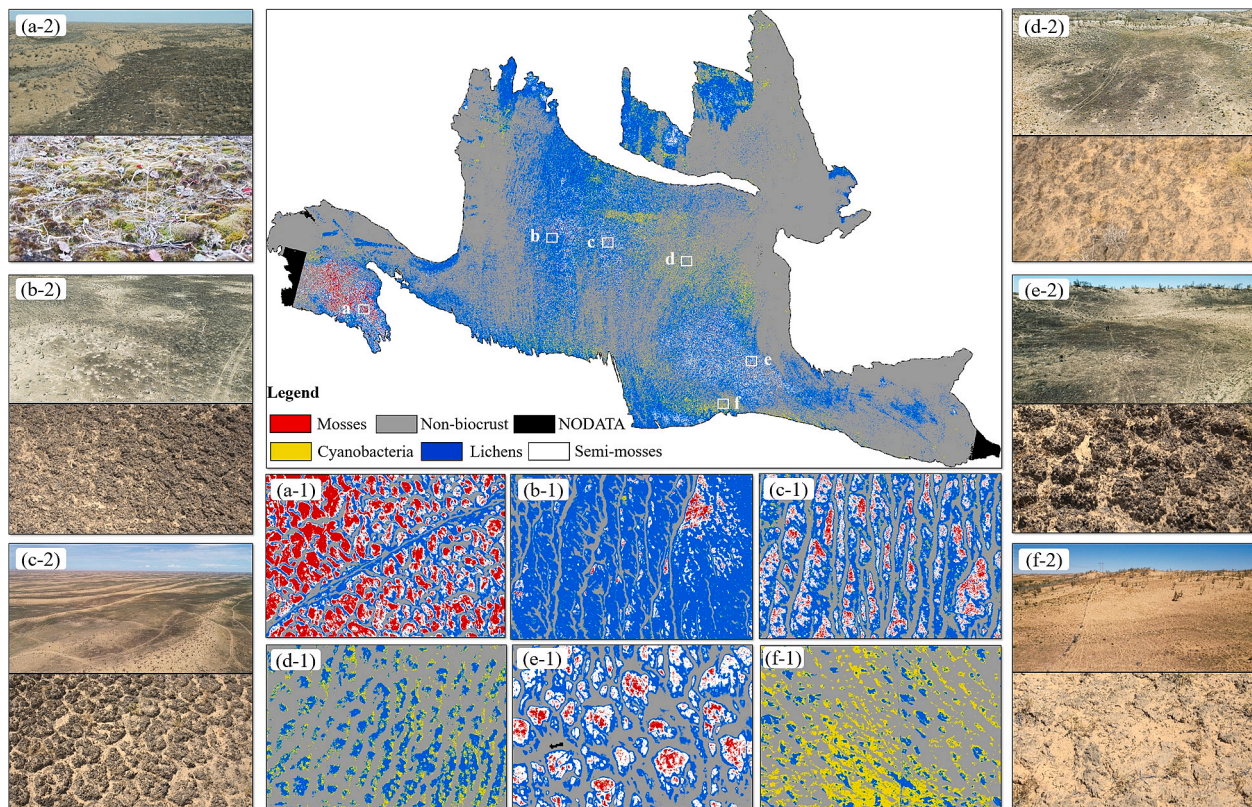 (a-2)
(b-2)
(c-2)
b
c
d
a
e
f
Legend
Mosses
Non-biocrust
NODATA
Cyanobacteria
Lichens
Semi-mosses
(a-1)
(b-1)
(c-1)
(d-1)
(e-1)
(f-1)
(d-2)
(e-2)
(f-2)